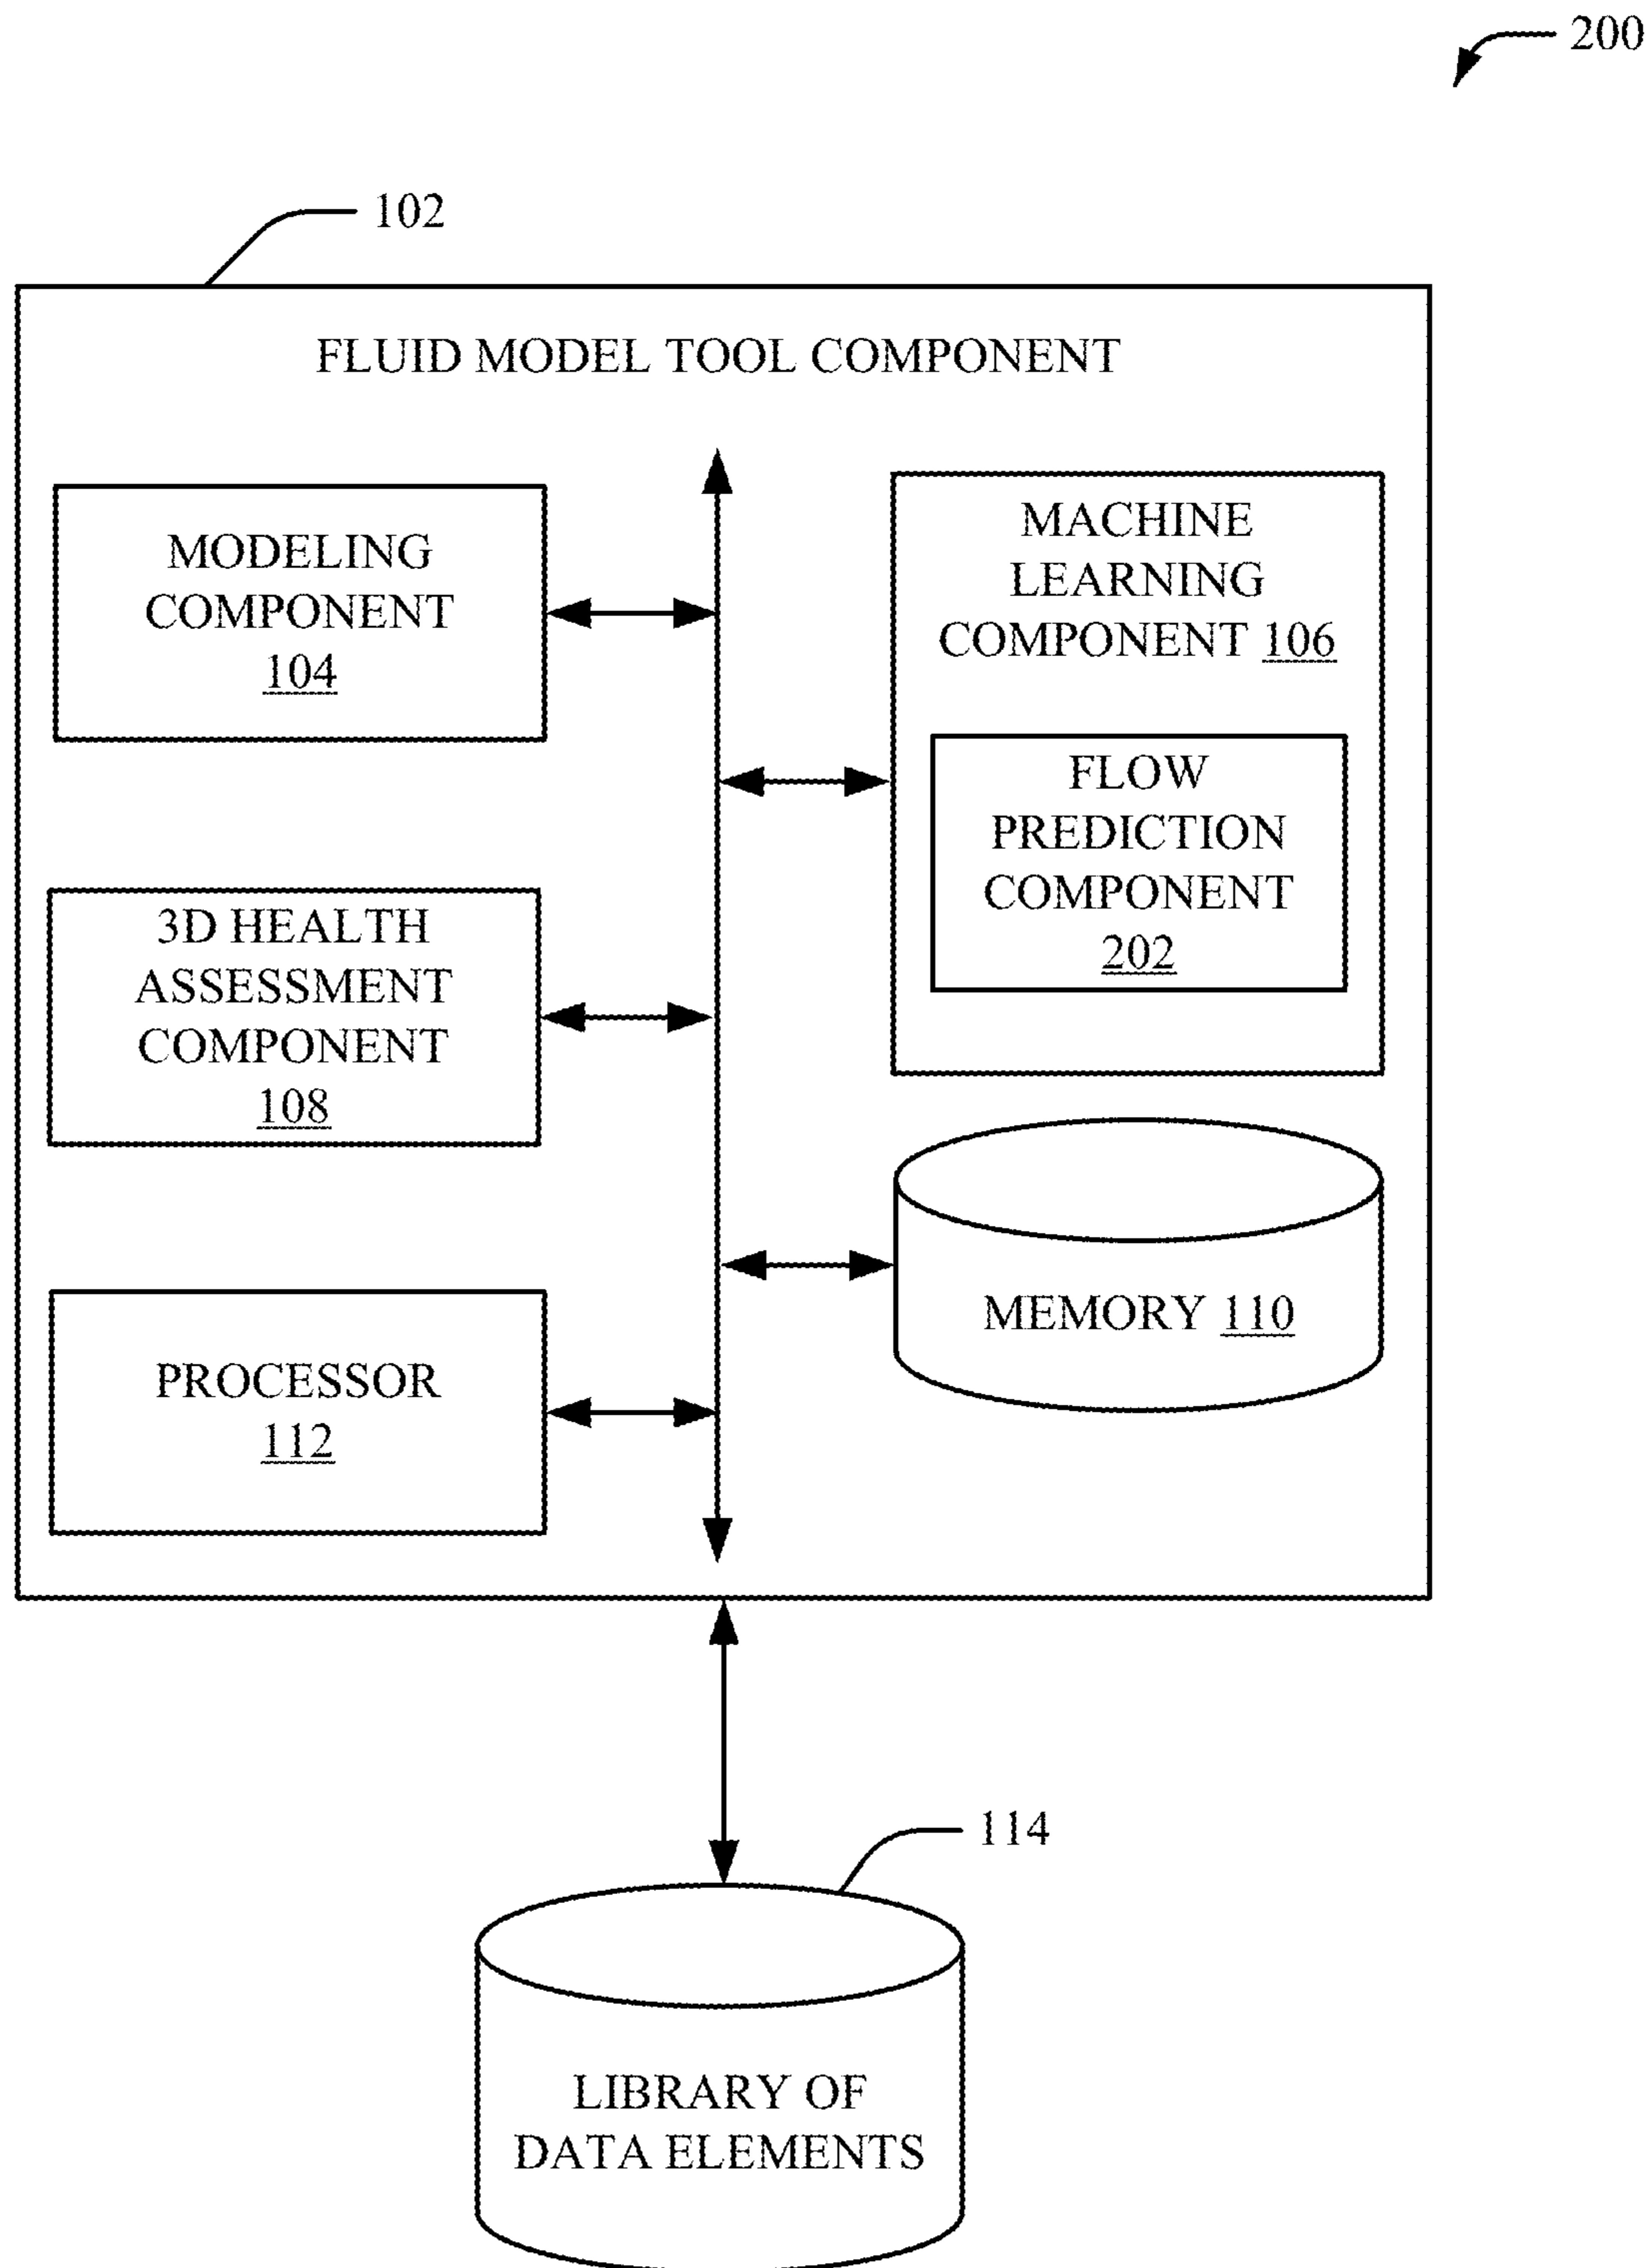 200
102
FLUID MODEL TOOL COMPONENT
MODELING
COMPONENT
104
MACHINE
LEARNING
COMPONENT 106
FLOW
PREDICTION
COMPONENT
202
3D HEALTH
ASSESSMENT
COMPONENT
108
MEMORY 110
PROCESSOR
112
114
LIBRARY OF
DATA ELEMENTS